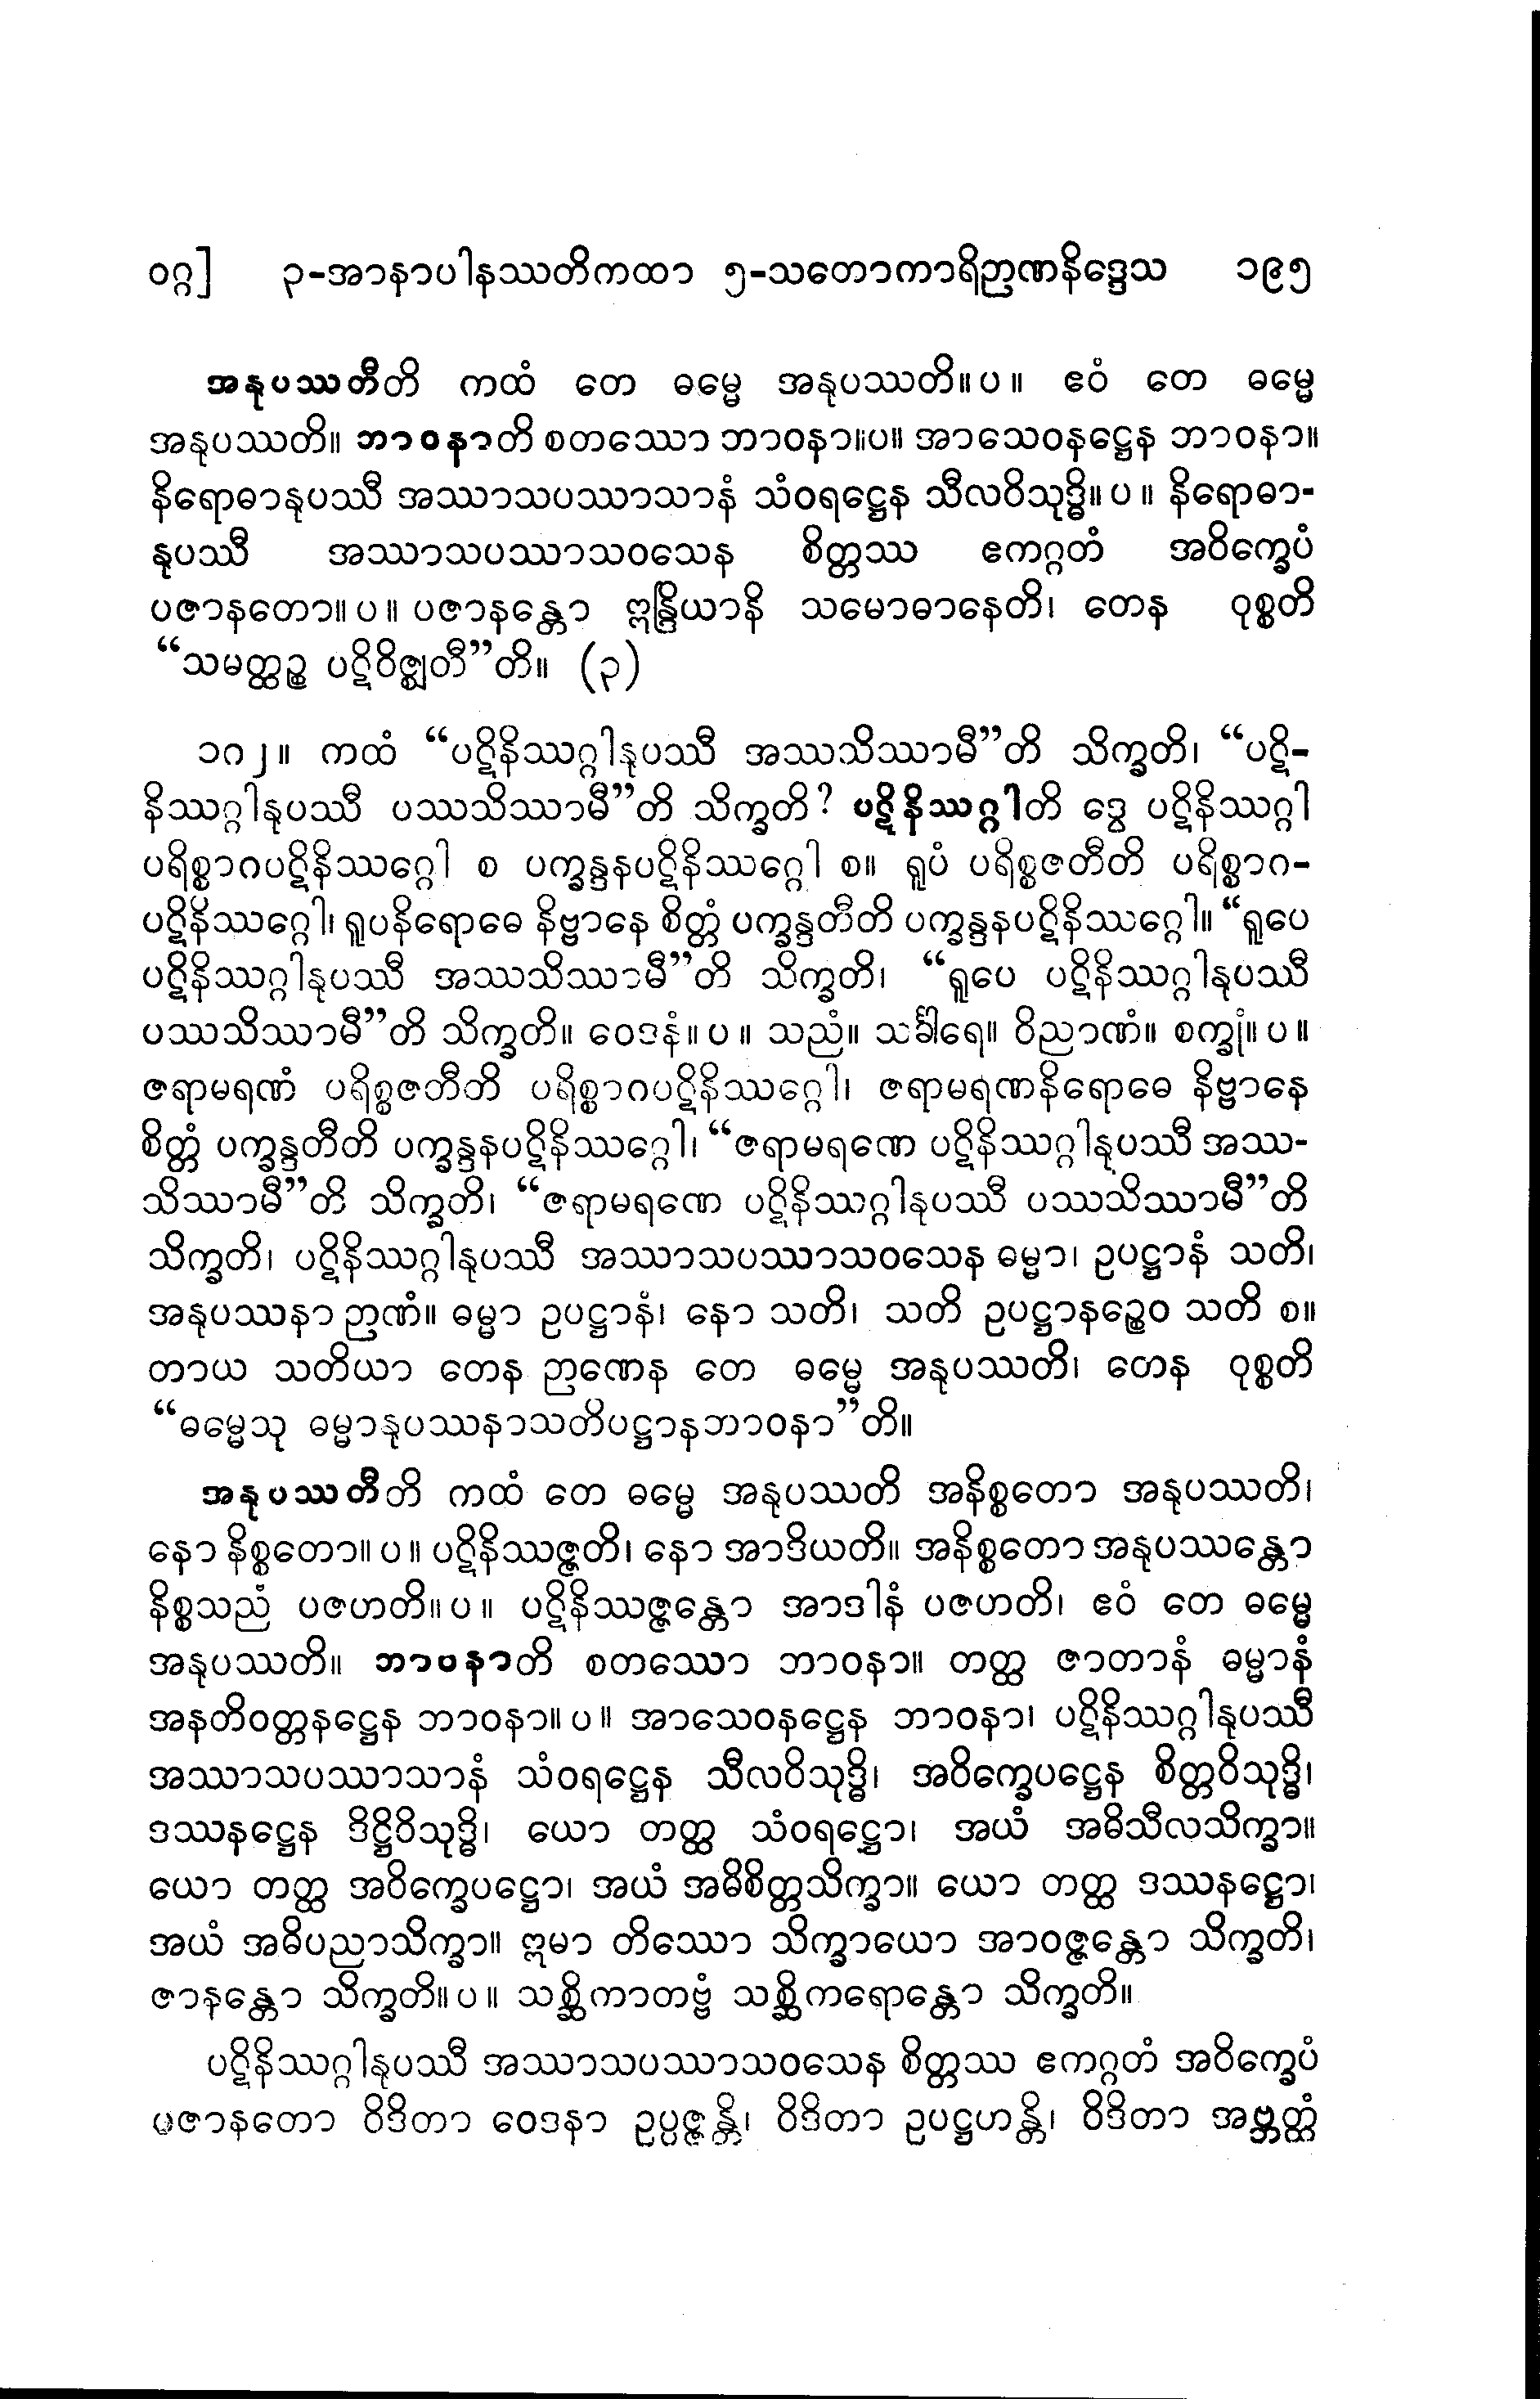 ဝဂ္ဂ] ၃-အာနာပါနဿတိကထာ ၅-သတောကာရိဉာဏနိဒ္ဒေသ ၁၉၅
အနုပဿတီတိ ကထံ တေ ဓမ္မေ အနုပဿတိ။ပ။ ဧဝံ တေ ဓမ္မေ
အနုပဿတိ။ ဘာဝနာတိ စတဿော ဘာဝနာ။ပ။ အာသေဝနဋ္ဌေန ဘာဝနာ။
နိရောဓာနုပဿီ အဿာသပဿာသာနံ သံဝရဋ္ဌေန သီလဝိသုဒ္ဓိ။ပ။ နိရောဓာ-
နုပဿီ အဿာသပဿာသဝသေန စိတ္တဿ ဧကဂ္ဂတံ အဝိက္ခေပံ
ပဇာနတော။ပ။ ပဇာနန္တော ဣန္ဒြိယာနိ သမောဓာနေတိ၊ တေန ဝုစ္စတိ
“သမတ္ထဉ္စ ပဋိဝိဇ္ဈတီ”တိ။ (၃)
၁၇၂။ ကထံ “ပဋိနိဿဂ္ဂါနုပဿီ အဿသိဿာမီ”တိ သိက္ခတိ၊ “ပဋိ-
နိဿဂ္ဂါနုပဿီ ပဿသိဿာမီ”တိ သိက္ခတိ? ပဋိနိဿဂ္ဂါတိ ဒွေ ပဋိနိဿဂ္ဂါ
ပရိစ္စာဂပဋိနိဿဂ္ဂေါ စ ပက္ခန္ဒနပဋိနိဿဂ္ဂေါ စ။ ရူပံ ပရိစ္စဇတီတိ ပရိစ္စာဂ-
ပဋိနိဿဂ္ဂေါ၊ ရူပနိရောဓေ နိဗ္ဗာနေ စိတ္တံ ပက္ခန္ဒတီတိ ပက္ခန္ဒနပဋိနိဿဂ္ဂေါ။ “ရူပေ
ပဋိနိဿဂ္ဂါနုပဿီ အဿသိဿာမီ”တိ သိက္ခတိ၊ “ရူပေ ပဋိနိဿဂ္ဂါနုပဿီ
ပဿသိဿာမီ”တိ သိက္ခတိ။ ဝေဒနံ။ပ။ သညံ။ သင်္ခါရေ။ ဝိညာဏံ။ စက္ခုံ။ပ။
ဇရာမရဏံ ပရိစ္စဇတီတိ ပရိစ္စာဂပဋိနိဿဂ္ဂေါ၊ ဇရာမရဏနိရောဓေ နိဗ္ဗာနေ
စိတ္တံ ပက္ခန္ဒတီတိ ပက္ခန္ဒနပဋိနိဿဂ္ဂေါ၊ “ဇရာမရဏေ ပဋိနိဿဂ္ဂါနုပဿီ အဿ-
သိဿာမီ”တိ သိက္ခတိ၊ “ဇရာမရဏေ ပဋိနိဿဂ္ဂါနုပဿီ ပဿသိဿာမီ”တိ
သိက္ခတိ၊ ပဋိနိဿဂ္ဂါနုပဿီ အဿာသပဿာသဝသေန ဓမ္မာ၊ ဥပဋ္ဌာနံ သတိ၊
အနုပဿနာ ဉာဏံ။ ဓမ္မာ ဥပဋ္ဌာနံ၊ နော သတိ၊ သတိ ဥပဋ္ဌာနဉ္စေဝ သတိ စ။
တာယ သတိယာ တေန ဉာဏေန တေ ဓမ္မေ အနုပဿတိ၊ တေန ဝုစ္စတိ
“ဓမ္မေသု ဓမ္မာနုပဿနာသတိပဋ္ဌာနဘာဝနာ”တိ။
အနုပဿတီတိ ကထံ တေ ဓမ္မေ အနုပဿတိ အနိစ္စတော အနုပဿတိ၊
နော နိစ္စတော။ပ။ ပဋိနိဿဇ္ဇတိ၊ နော အာဒိယတိ။ အနိစ္စတော အနုပဿန္တော
နိစ္စသညံ ပဇဟတိ။ပ။ ပဋိနိဿဇ္ဇန္တော အာဒါနံ ပဇဟတိ၊ ဧဝံ တေ ဓမ္မေ
အနုပဿတိ။ ဘာဝနာတိ စတဿော ဘာဝနာ။ တတ္ထ ဇာတာနံ ဓမ္မာနံ
အနတိဝတ္တနဋ္ဌေန ဘာဝနာ။ပ။ အာသေဝနဋ္ဌေန ဘာဝနာ၊ ပဋိနိဿဂ္ဂါနုပဿီ
အဿာသပဿာသာနံ သံဝရဋ္ဌေန သီလဝိသုဒ္ဓိ၊ အဝိက္ခေပဋ္ဌေန စိတ္တဝိသုဒ္ဓိ၊
ဒဿနဋ္ဌေန ဒိဋ္ဌိဝိသုဒ္ဓိ၊ ယော တတ္ထ သံဝရဋ္ဌော၊ အယံ အဓိသီလသိက္ခာ။
ယော တတ္ထ အဝိက္ခေပဋ္ဌော၊ အယံ အဓိစိတ္တသိက္ခာ။ ယော တတ္ထ ဒဿနဋ္ဌော၊
အယံ အဓိပညာသိက္ခာ။ ဣမာ တိဿော သိက္ခာယော အာဝဇ္ဇန္တော သိက္ခတိ၊
ဇာနန္တော သိက္ခတိ။ပ။ သစ္ဆိကာတဗ္ဗံ သစ္ဆိကရောန္တော သိက္ခတိ။
ပဋိနိဿဂ္ဂါနုပဿီ အဿာသပဿာသဝသေန စိတ္တဿ ဧကဂ္ဂတံ အဝိက္ခေပံ
ပဇာနတော ဝိဒိတာ ဝေဒနာ ဥပ္ပဇ္ဇန္တိ၊ ဝိဒိတာ ဥပဋ္ဌဟန္တိ၊ ဝိဒိတာ အဗ္ဘတ္ထံ